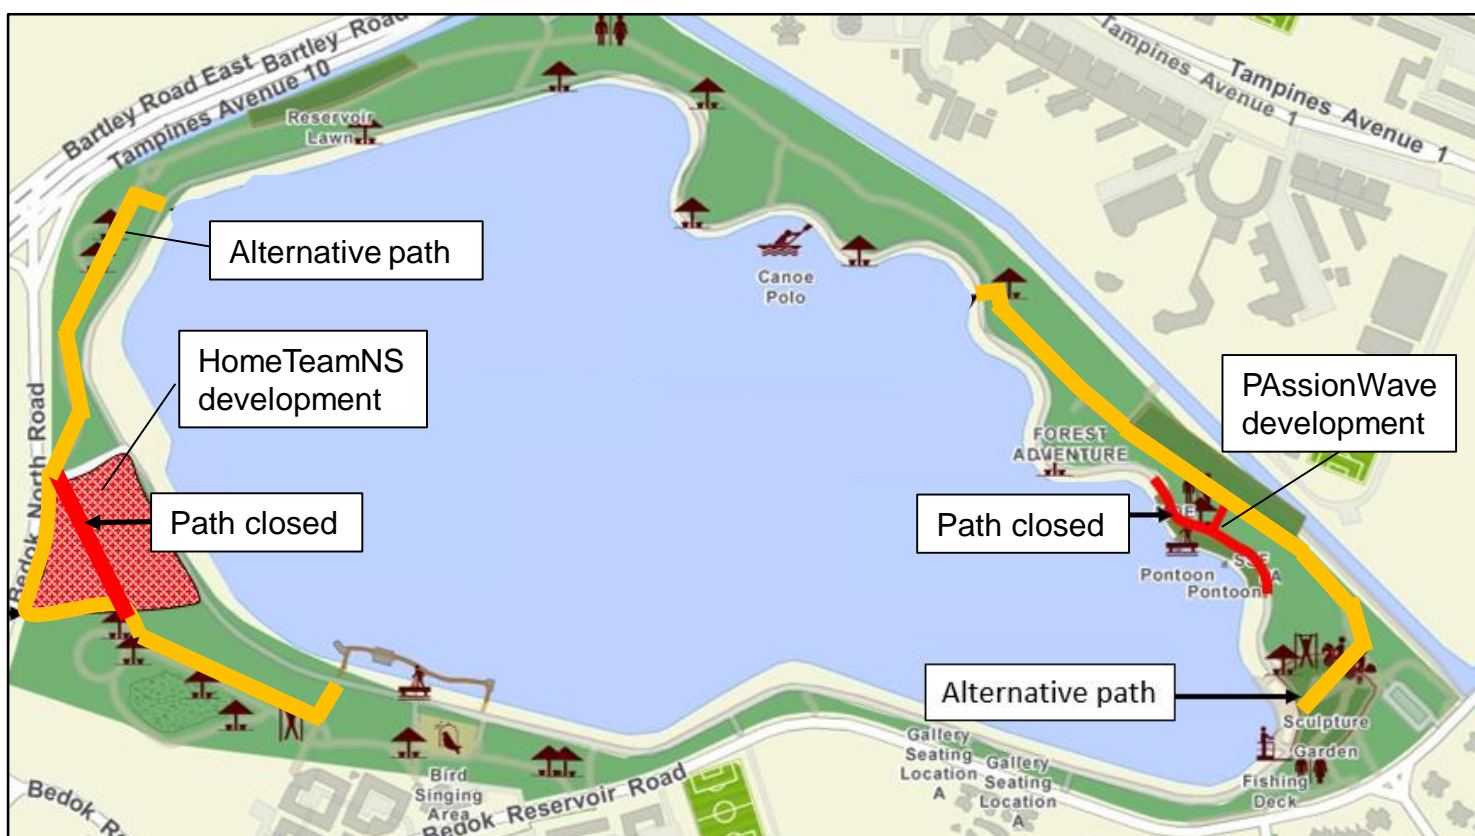 Bartley Road East
Bartley Road
Tampines Avenue 10
Reservoir
Lawn
Tampines Avenue 1
Tampines Avenue 1
Alternative path
Canoe
Polo
HomeTeamNS
development
PAssionWave
development
Bedok North Road
FOREST
ADVENTURE
Path closed
Path closed
Pontoon
Pontoon
Alternative path
Sculpture
Garden
Fishing
Deck
Gallery
Seating
Location
A
Gallery
Seating
Location
A
Bird
Singing
Area
Bedok Reservoir Road
Bedok